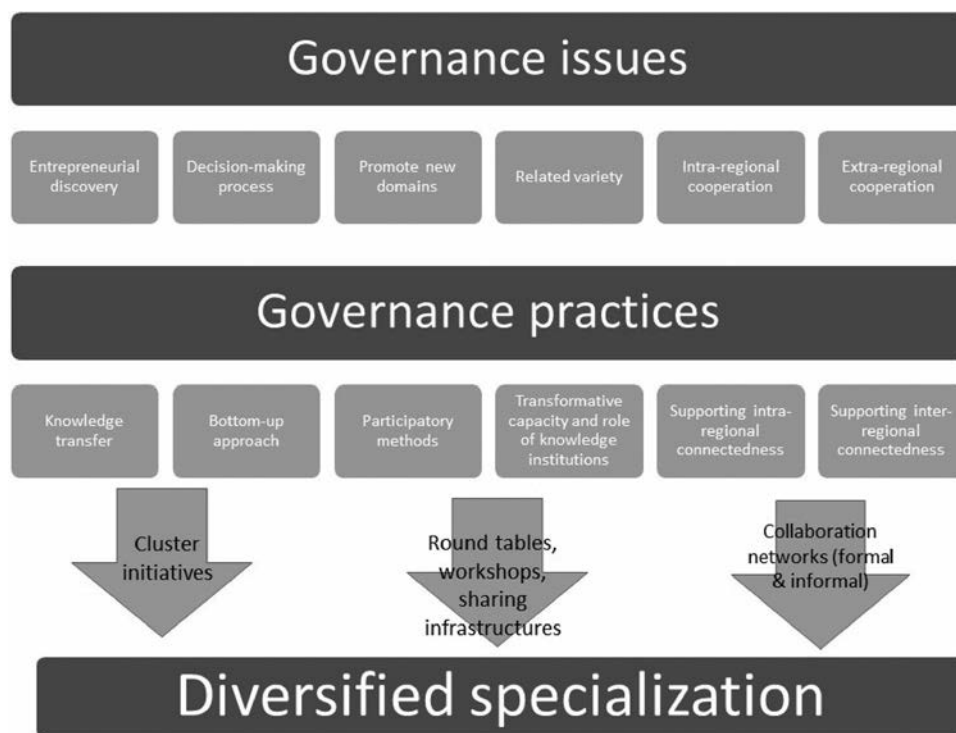 Governance issues
Entrepreneurial
discovery
Decision-making
process
Promote new
domains
Related variety
Intra-regional
cooperation
Extra-regional
cooperation
Governance practices
Knowledge
transfer
Bottom-up
approach
Participatory
methods
Transformative
capacity and role
of knowledge
institutions
Supporting intra-
regional
connectedness
Supporting inter-
regional
connectedness
Cluster
initiatives
Round tables,
workshops,
sharing
infrastructures
Collaboration
networks (formal
& informal)
Diversified specialization